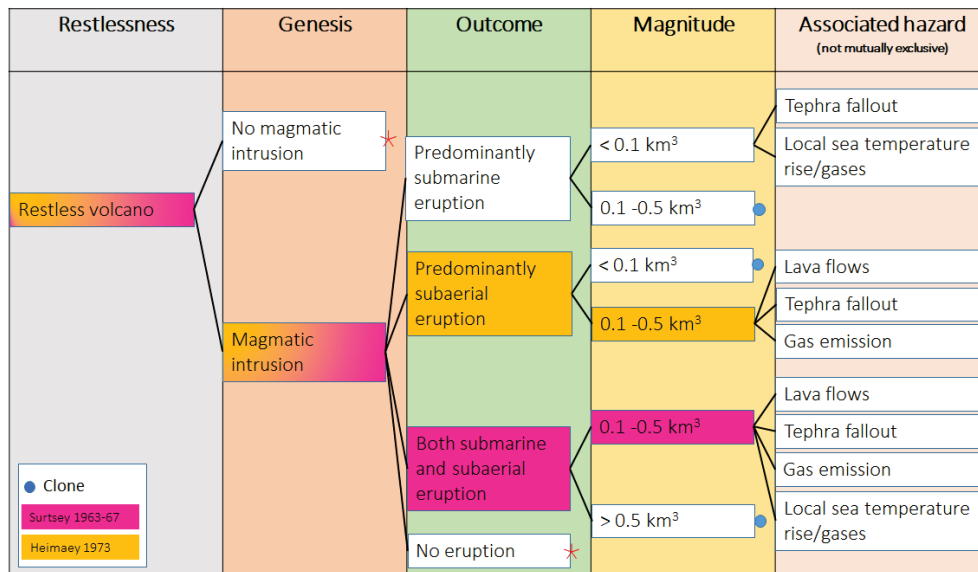 Restlessness
Genesis
Outcome
Magnitude
Associated hazard
(not mutually exclusive)
Restless volcano
No magmatic
intrusion
Magmatic
intrusion
Predominantly
submarine
eruption
Predominantly
subaerial
eruption
Both submarine
and subaerial
eruption
No eruption
< 0.1 km³
0.1 -0.5 km³
< 0.1 km³
0.1 -0.5 km³
0.1 -0.5 km³
> 0.5 km³
Tephra fallout
Local sea temperature
rise/gases
Lava flows
Tephra fallout
Gas emission
Lava flows
Tephra fallout
Gas emission
Local sea temperature
rise/gases
Clone
Surtsey 1963-67
Heimaey 1973